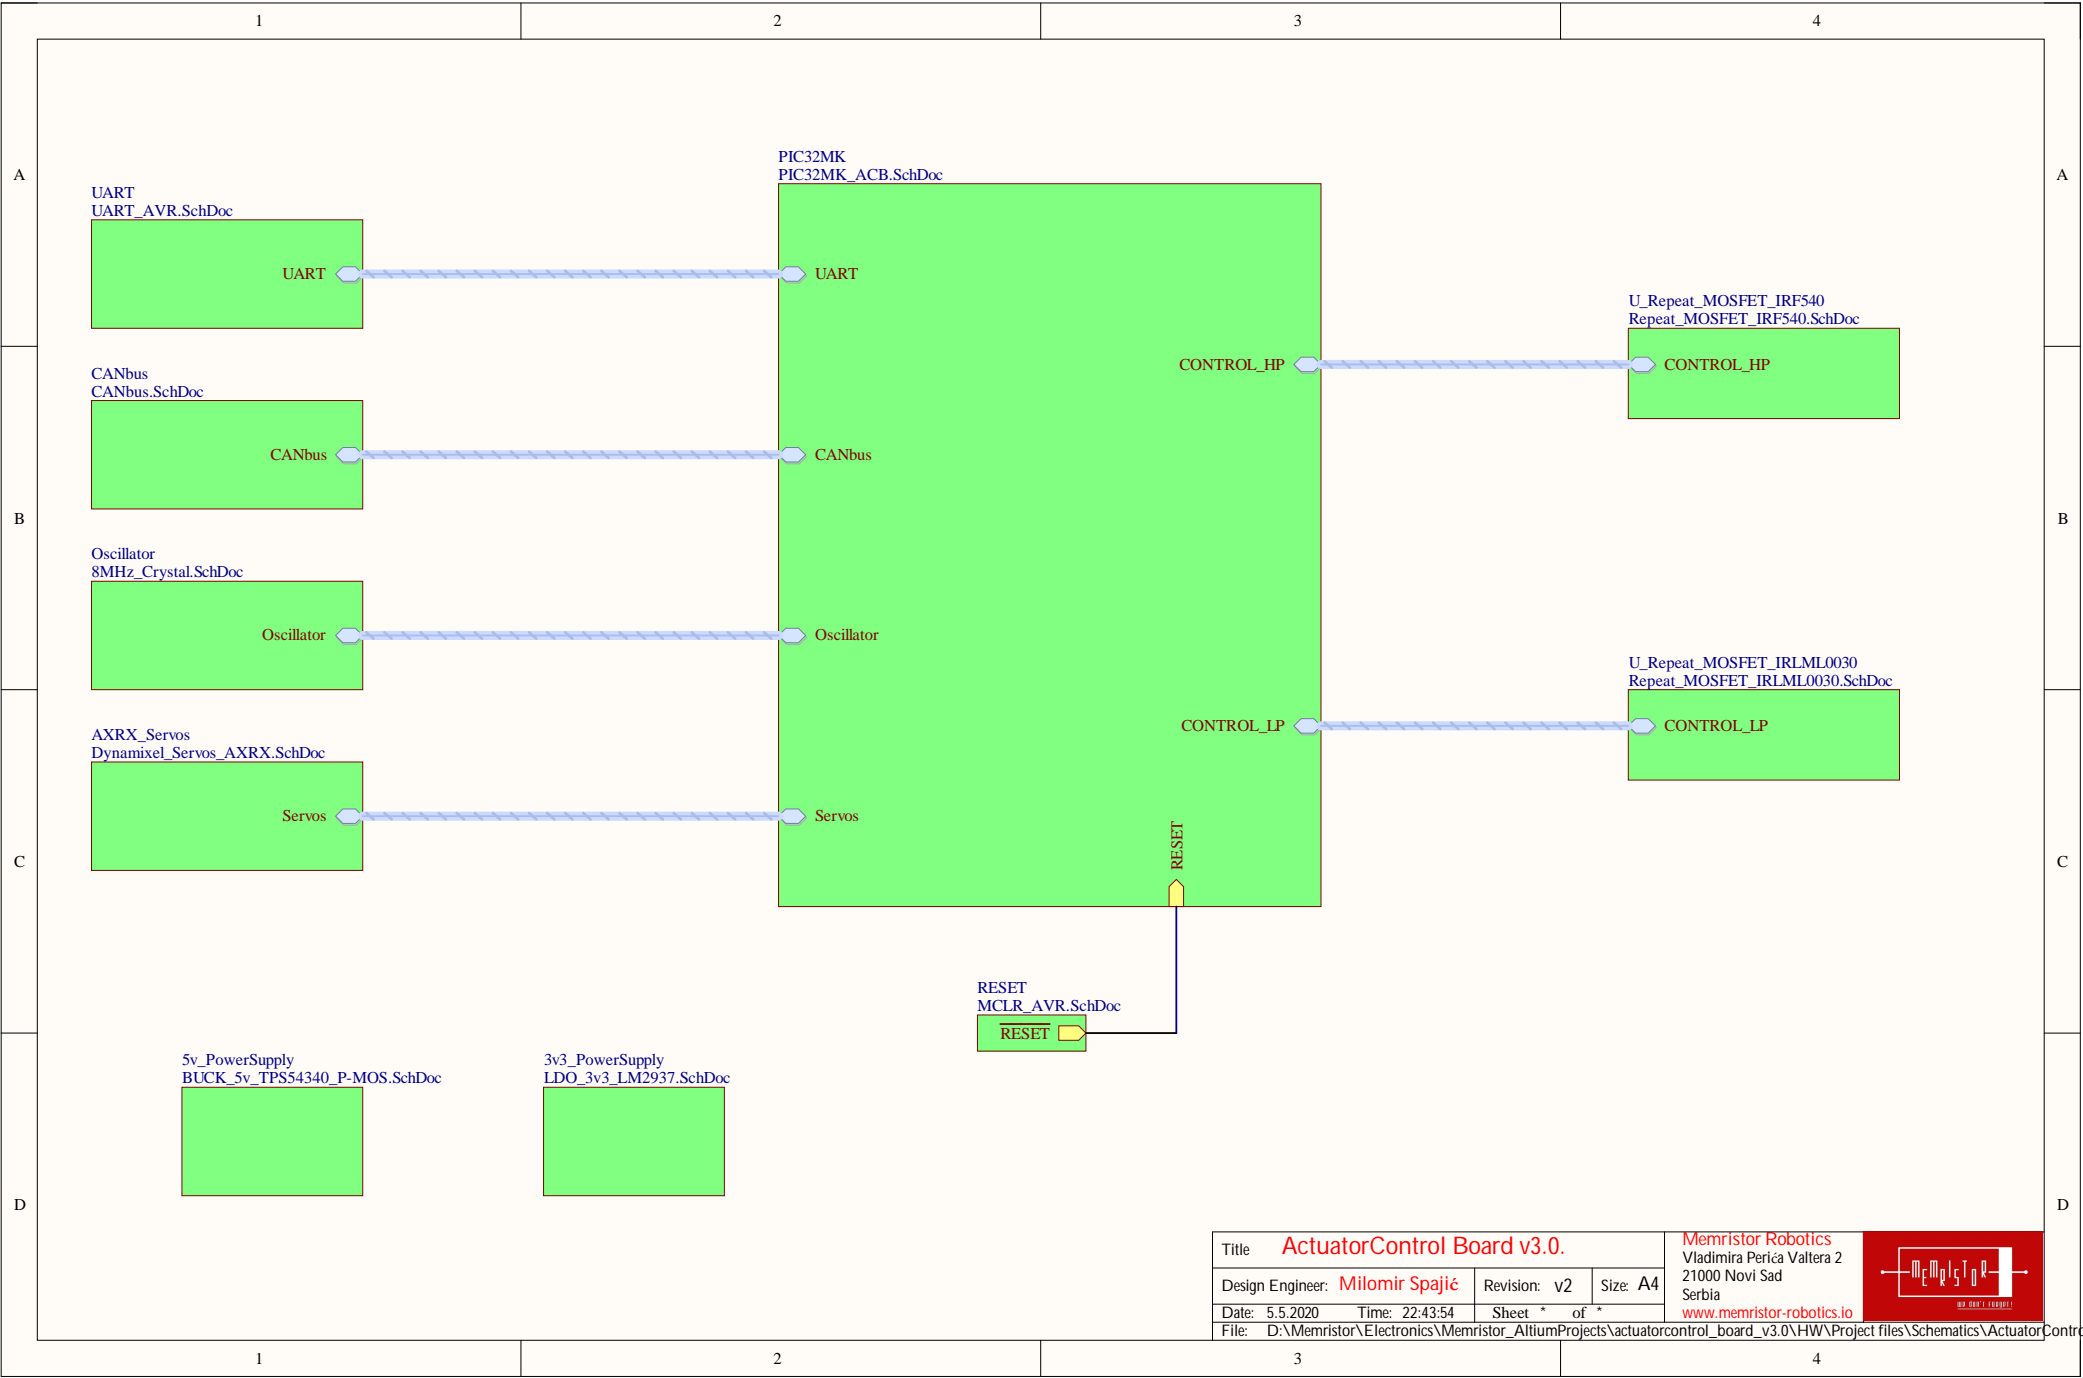 1 2 3 4
A A
B B
C C
D D
UART
UART_AVR.SchDoc
UART
CANbus
CANbus.SchDoc
CANbus
Oscillator
8MHz_Crystal.SchDoc
Oscillator
AXRX_Servos
Dynamixel_Servos_AXRX.SchDoc
Servos
PIC32MK
PIC32MK_ACB.SchDoc
UART
CANbus
Oscillator
Servos
CONTROL_HP
CONTROL_LP
RESET
U_Repeat_MOSFET_IRF540
Repeat_MOSFET_IRF540.SchDoc
CONTROL_HP
U_Repeat_MOSFET_IRLML0030
Repeat_MOSFET_IRLML0030.SchDoc
CONTROL_LP
RESET
MCLR_AVR.SchDoc
RESET
5v_PowerSupply
BUCK_5v_TPS54340_P-MOS.SchDoc
3v3_PowerSupply
LDO_3v3_LM2937.SchDoc
Title ActuatorControl Board v3.0.
Design Engineer: Milomir Spajić Revision: v2 Size: A4
Date: 5.5.2020 Time: 22:43:54 Sheet * of *
File: D:\Memristor\Electronics\Memristor_AltiumProjects\actuatorcontrol_board_v3.0\HW\Project files\Schematics\ActuatorContro
Memristor Robotics
Vladimira Perića Valtera 2
21000 Novi Sad
Serbia
www.memristor-robotics.io
MEMRISTOR
WE DON'T FORGET!
1 2 3 4